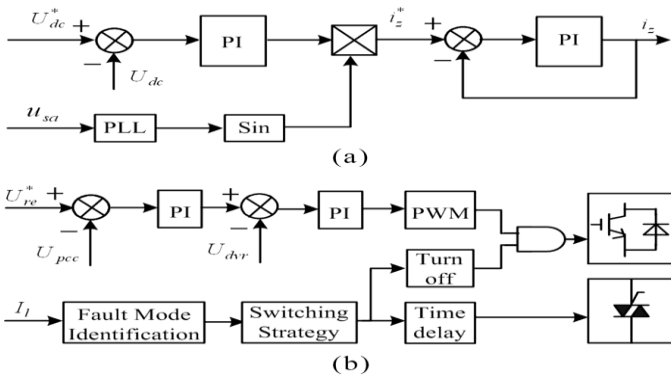 U*dc + PI i*z + PI iz
− Udc −
usa PLL Sin
(a)
U*re + PI + PI PWM
− Upcc − Udvr Turn off
Il Fault Mode Identification Switching Strategy Time delay
(b)